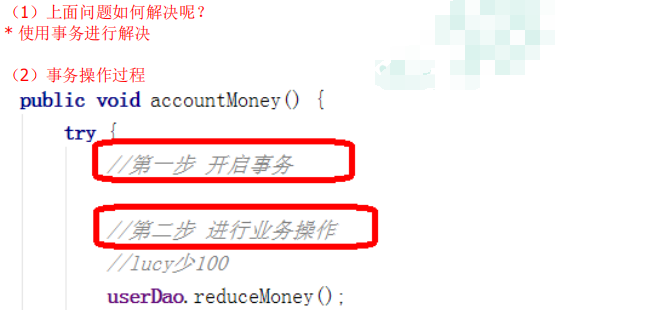 （1）上面问题如何解决呢？
* 使用事务进行解决
（2）事务操作过程
public void accountMoney() {
try {
//第一步 开启事务
//第二步 进行业务操作
//lucy少100
userDao.reduceMoney();